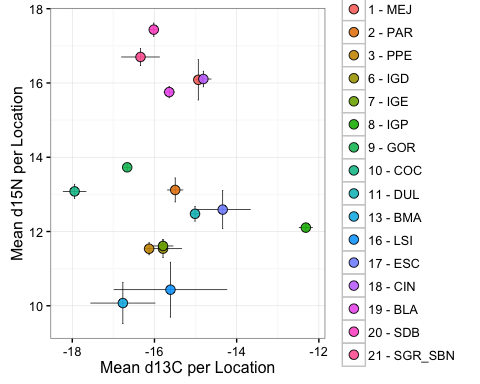 18
16
14
12
10
Mean d15N per Location
-18
-16
-14
-12
Mean d13C per Location
1 - MEJ
2 - PAR
3 - PPE
6 - IGD
7 - IGE
8 - IGP
9 - GOR
10 - COC
11 - DUL
13 - BMA
16 - LSI
17 - ESC
18 - CIN
19 - BLA
20 - SDB
21 - SGR_SBN